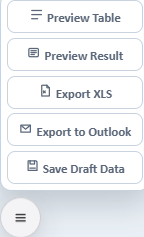 Preview Table
Preview Result
Export XLS
Export to Outlook
Save Draft Data